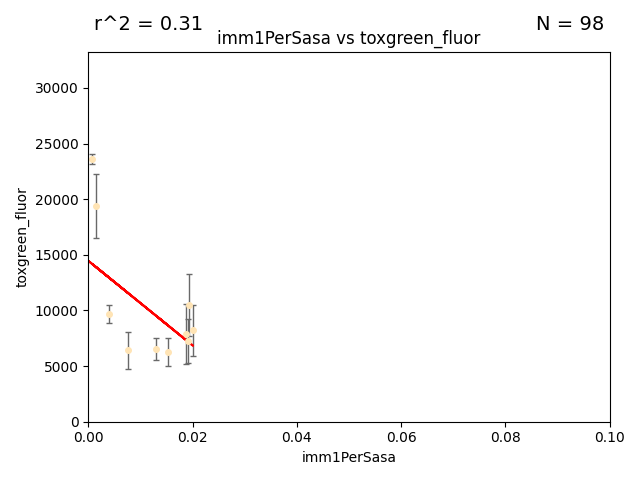 r^2 = 0.31
N = 98
imm1PerSasa vs toxgreen_fluor
30000
25000
20000
15000
10000
5000
0
toxgreen_fluor
0.00
0.02
0.04
0.06
0.08
0.10
imm1PerSasa